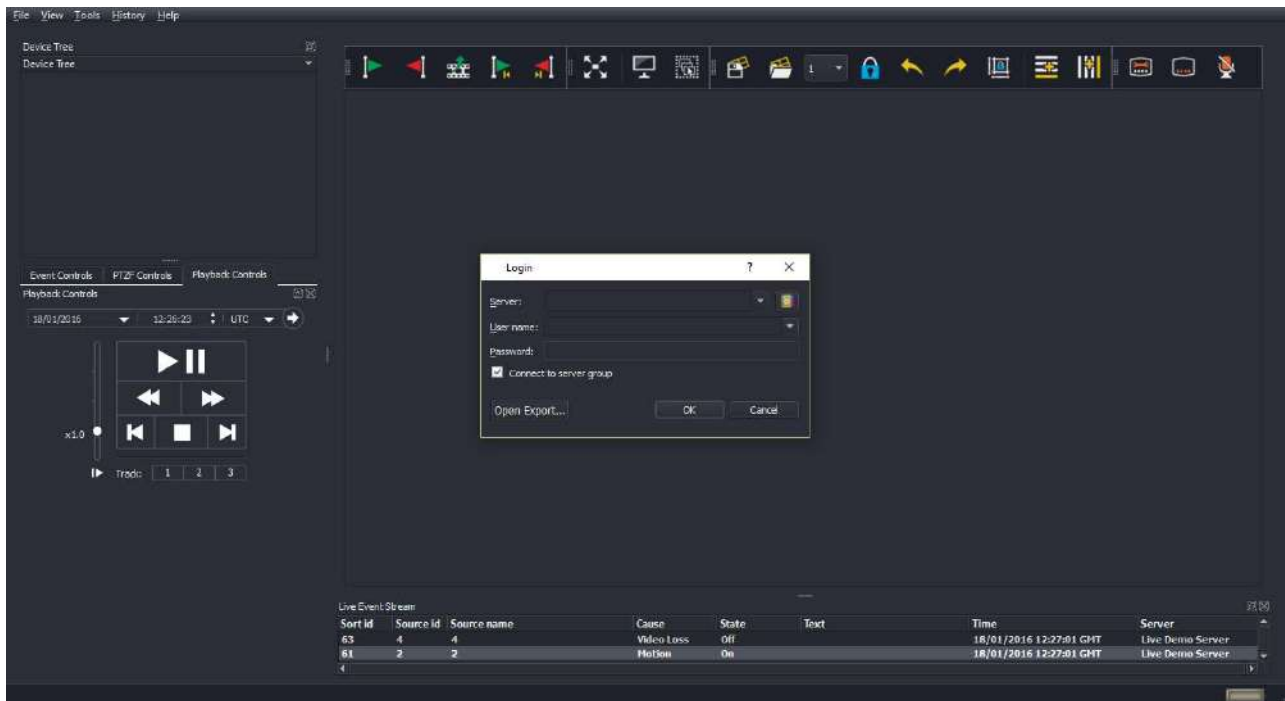 File View Tools History Help
Device Tree
Device Tree
1
Event Controls PTZF Controls Playback Controls
Playback Controls
18/01/2016 12:26:23 UTC
x1.0
Track: 1 2 3
Login ? ×
Server:
User name:
Password:
Connect to server group
Open Export... OK Cancel
Live Event Stream
Sort id Source id Source name Cause State Text Time Server
63 4 4 Video Loss Off 18/01/2016 12:27:01 GMT Live Demo Server
61 2 2 Motion On 18/01/2016 12:27:01 GMT Live Demo Server